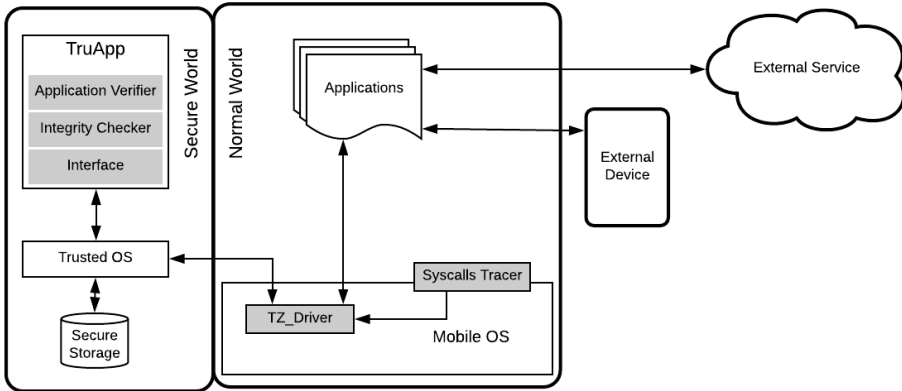 TruApp
Application Verifier
Integrity Checker
Interface
Trusted OS
Secure
Storage
Secure World
Normal World
Applications
Syscalls Tracer
TZ_Driver
Mobile OS
External Service
External
Device